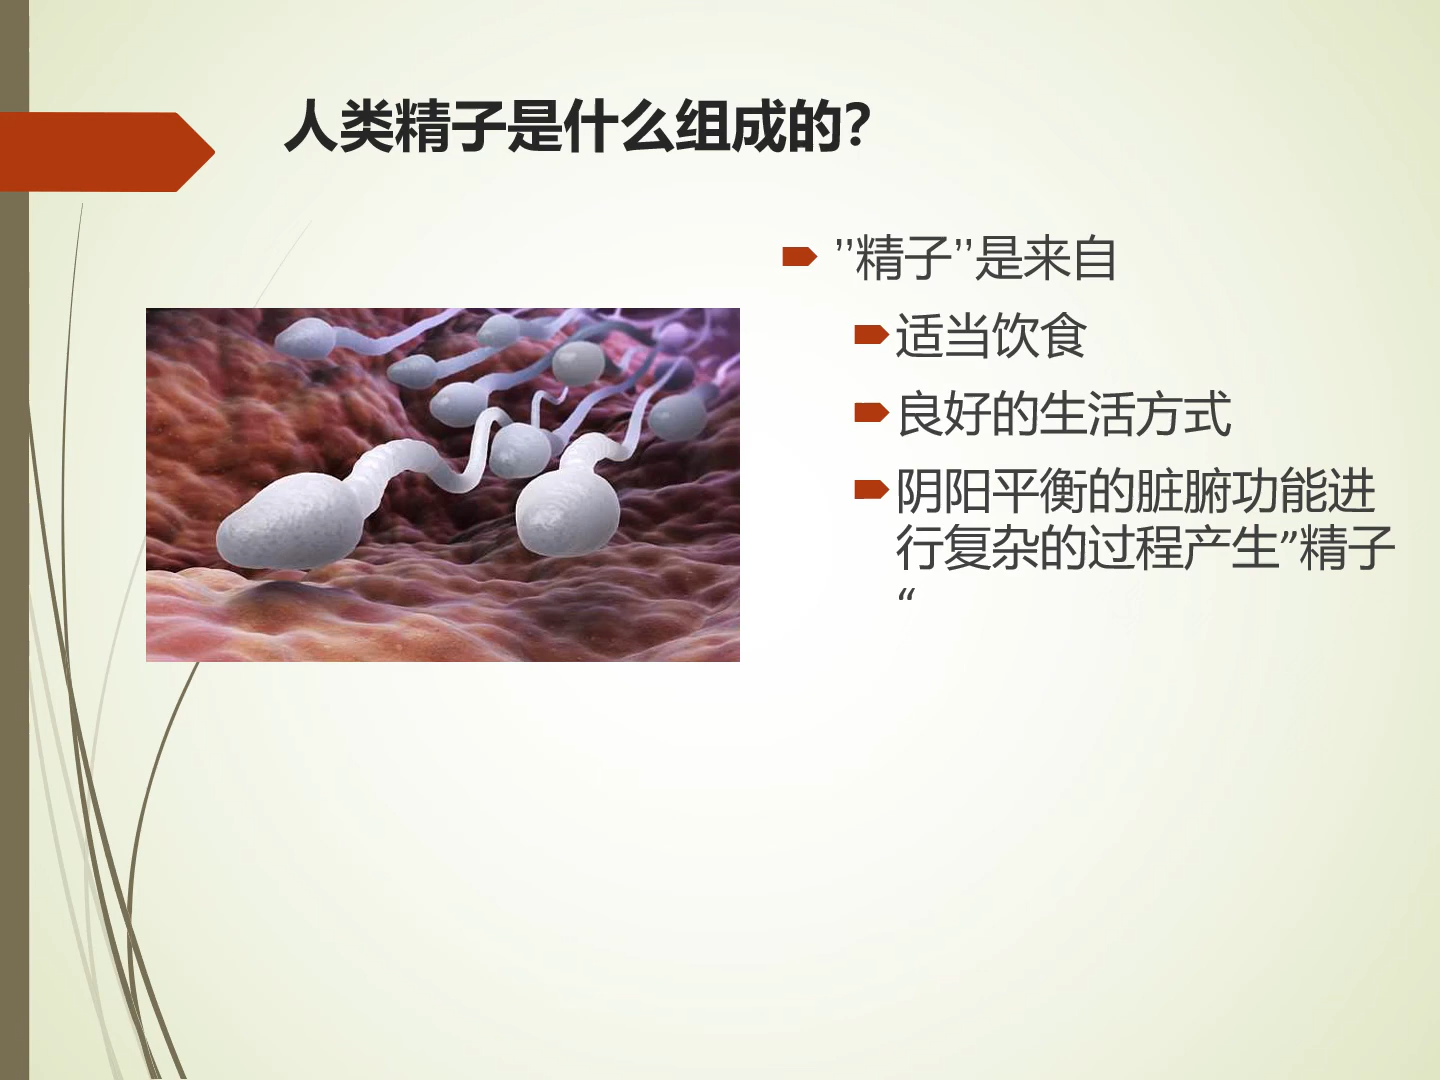 人类精子是什么组成的?
”精子”是来自
适当饮食
良好的生活方式
阴阳平衡的脏腑功能进
行复杂的过程产生”精子
“